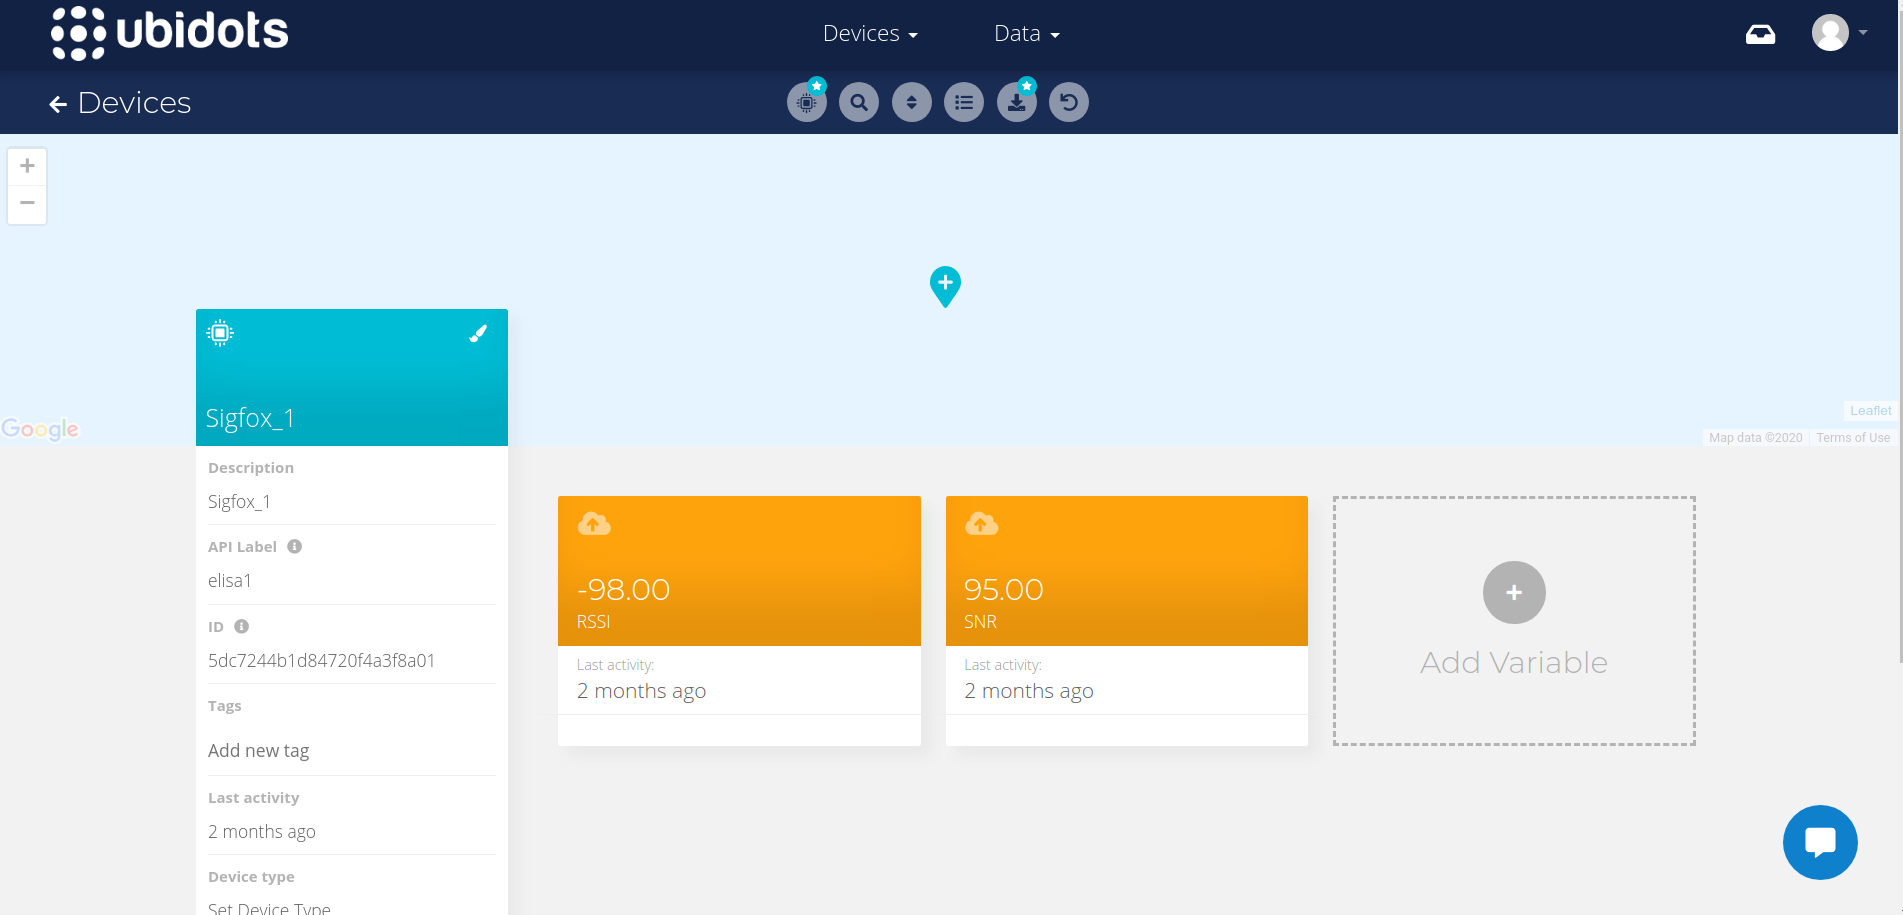 ubidots
Devices
Data
Devices
+
−
Sigfox_1
Google
Leaflet
Map data ©2020
Terms of Use
Description
Sigfox_1
API Label
elisa1
ID
5dc7244b1d84720f4a3f8a01
Tags
Add new tag
Last activity
2 months ago
Device type
Set Device Type
-98.00
RSSI
Last activity:
2 months ago
95.00
SNR
Last activity:
2 months ago
Add Variable